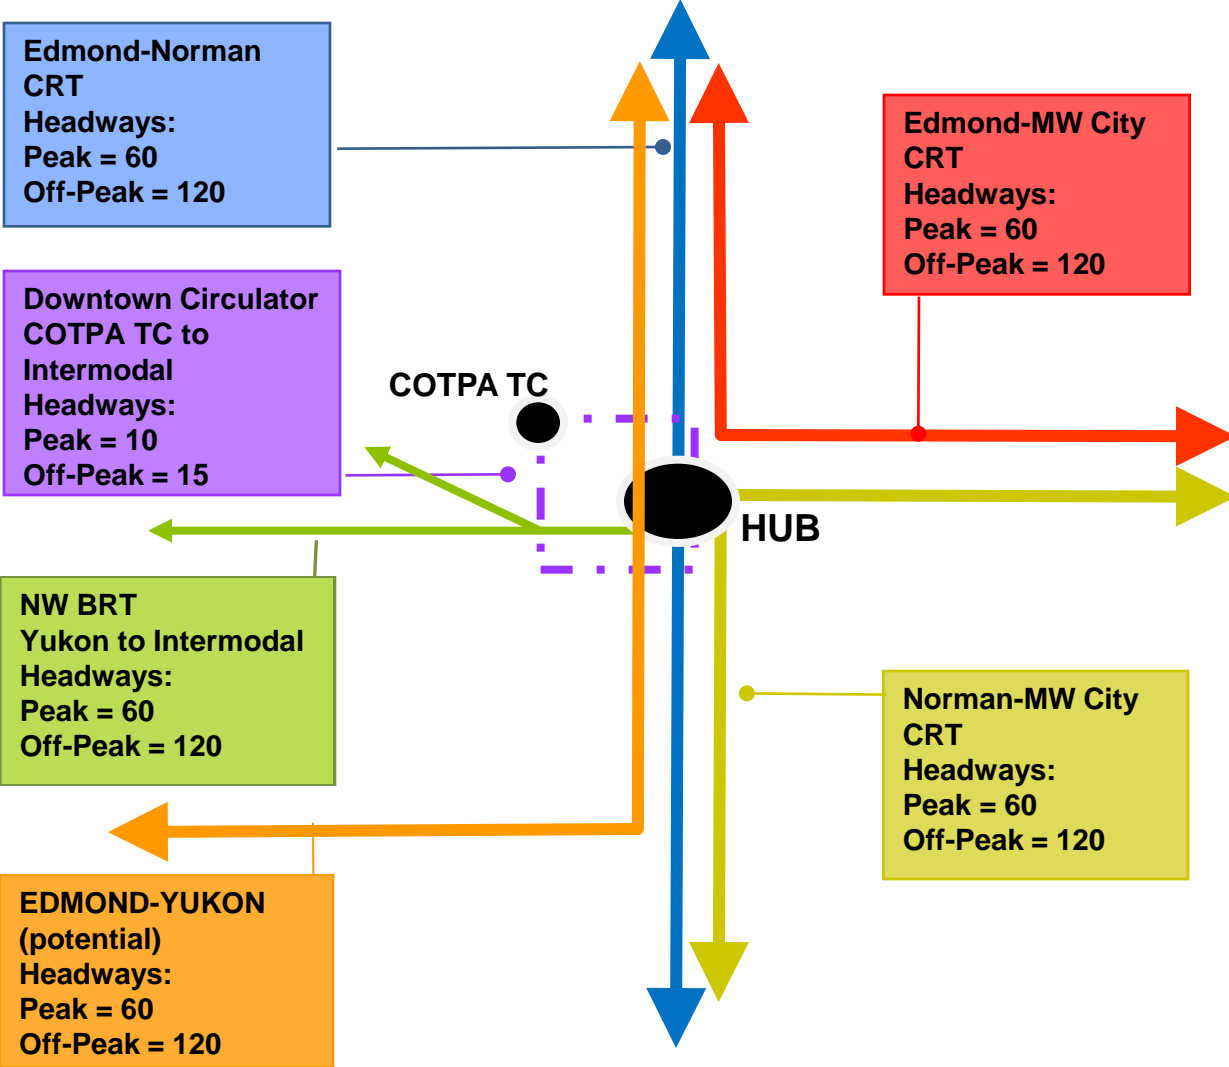 Edmond-Norman
CRT
Headways:
Peak = 60
Off-Peak = 120
Edmond-MW City
CRT
Headways:
Peak = 60
Off-Peak = 120
Downtown Circulator
COTPA TC to
Intermodal
Headways:
Peak = 10
Off-Peak = 15
COTPA TC
HUB
NW BRT
Yukon to Intermodal
Headways:
Peak = 60
Off-Peak = 120
Norman-MW City
CRT
Headways:
Peak = 60
Off-Peak = 120
EDMOND-YUKON
(potential)
Headways:
Peak = 60
Off-Peak = 120